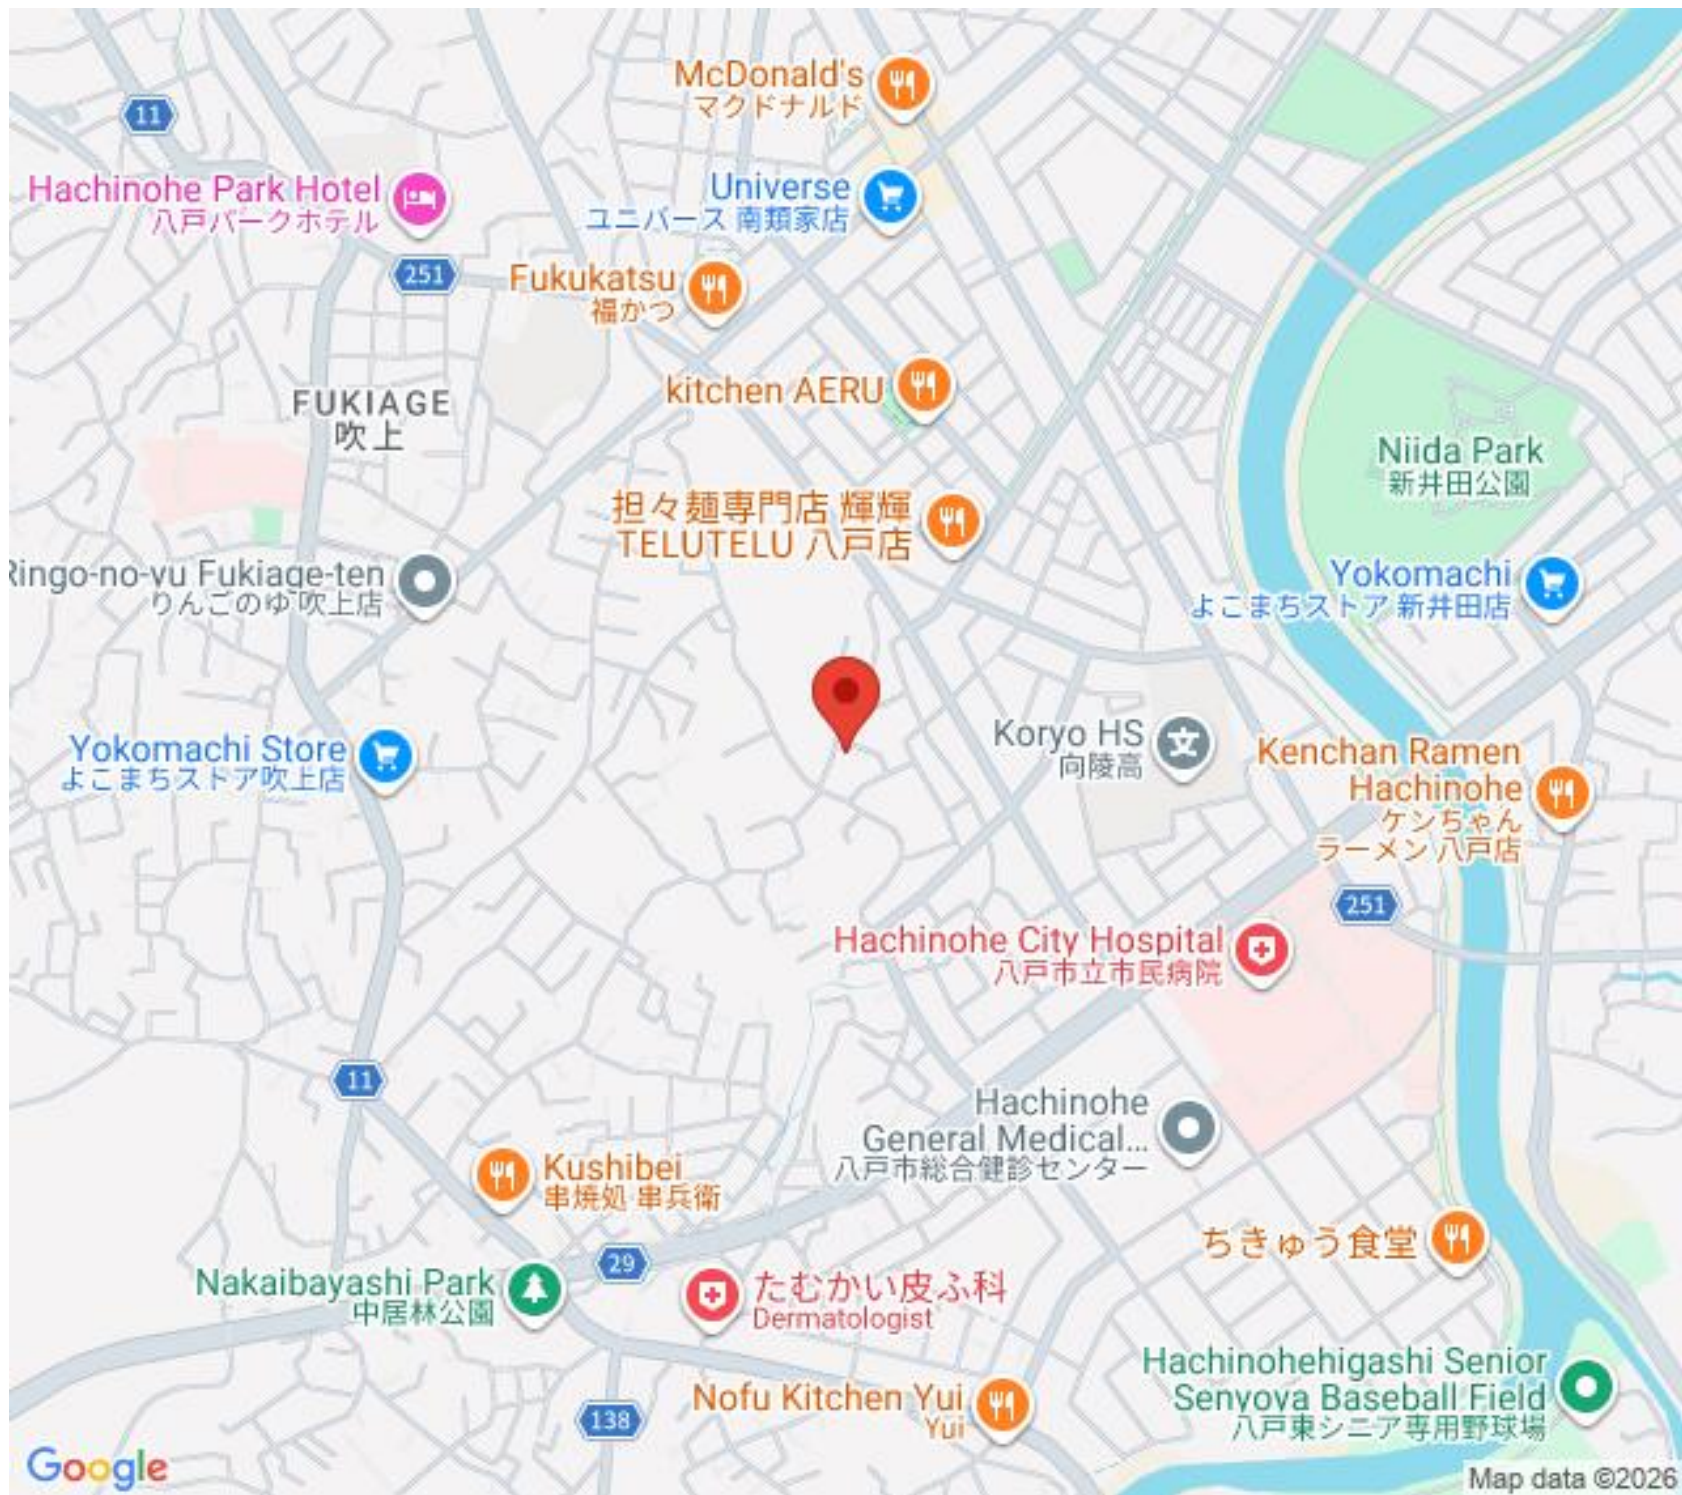 McDonald's
マクドナルド
11
Hachinohe Park Hotel
八戸パークホテル
Universe
ユニバース 南類家店
251
Fukukatsu
福かつ
kitchen AERU
FUKIAGE
吹上
Niida Park
新井田公園
担々麺専門店 輝輝
TELUTELU 八戸店
Ringo-no-yu Fukiage-ten
りんごのゆ 吹上店
Yokomachi
よこまちストア 新井田店
Yokomachi Store
よこまちストア吹上店
Koryo HS
向陵高
Kenchan Ramen
Hachinohe
ケンちゃん
ラーメン 八戸店
251
Hachinohe City Hospital
八戸市立市民病院
11
Hachinohe
General Medical...
八戸市総合健診センター
Kushibei
串焼処 串兵衛
ちきゅう食堂
29
Nakaibayashi Park
中居林公園
たむかい皮ふ科
Dermatologist
Hachinohehigashi Senior
Senyova Baseball Field
八戸東シニア専用野球場
Nofu Kitchen Yui
Yui
138
Google
Map data ©2026